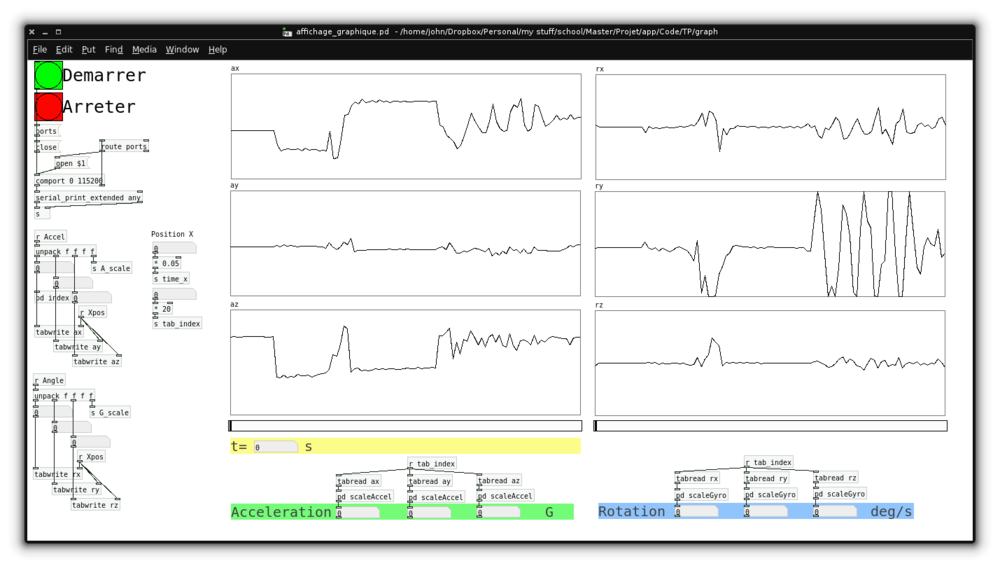 affichage_graphique.pd - /home/john/Dropbox/Personal/my stuff/school/Master/Projet/app/Code/TP/graph
File Edit Put Find Media Window Help
Demarrer
Arreter
ports
close
route ports
open $1
comport 0 115200
serial_print_extended any
s
r Accel
unpack f f f f
0
s A_scale
0
pd index
0
r Xpos
tabwrite ax
tabwrite ay
tabwrite az
r Angle
unpack f f f f
0
s G_scale
0
0
r Xpos
tabwrite rx
tabwrite ry
tabwrite rz
Position X
0
* 0.05
s time_x
0
* 20
s tab_index
ax
ay
az
rx
ry
rz
t= 0 s
r tab_index
tabread ax tabread ay tabread az
pd scaleAccel pd scaleAccel pd scaleAccel
Acceleration 0 0 0 G
r tab_index
tabread rx tabread ry tabread rz
pd scaleGyro pd scaleGyro pd scaleGyro
Rotation 0 0 0 deg/s